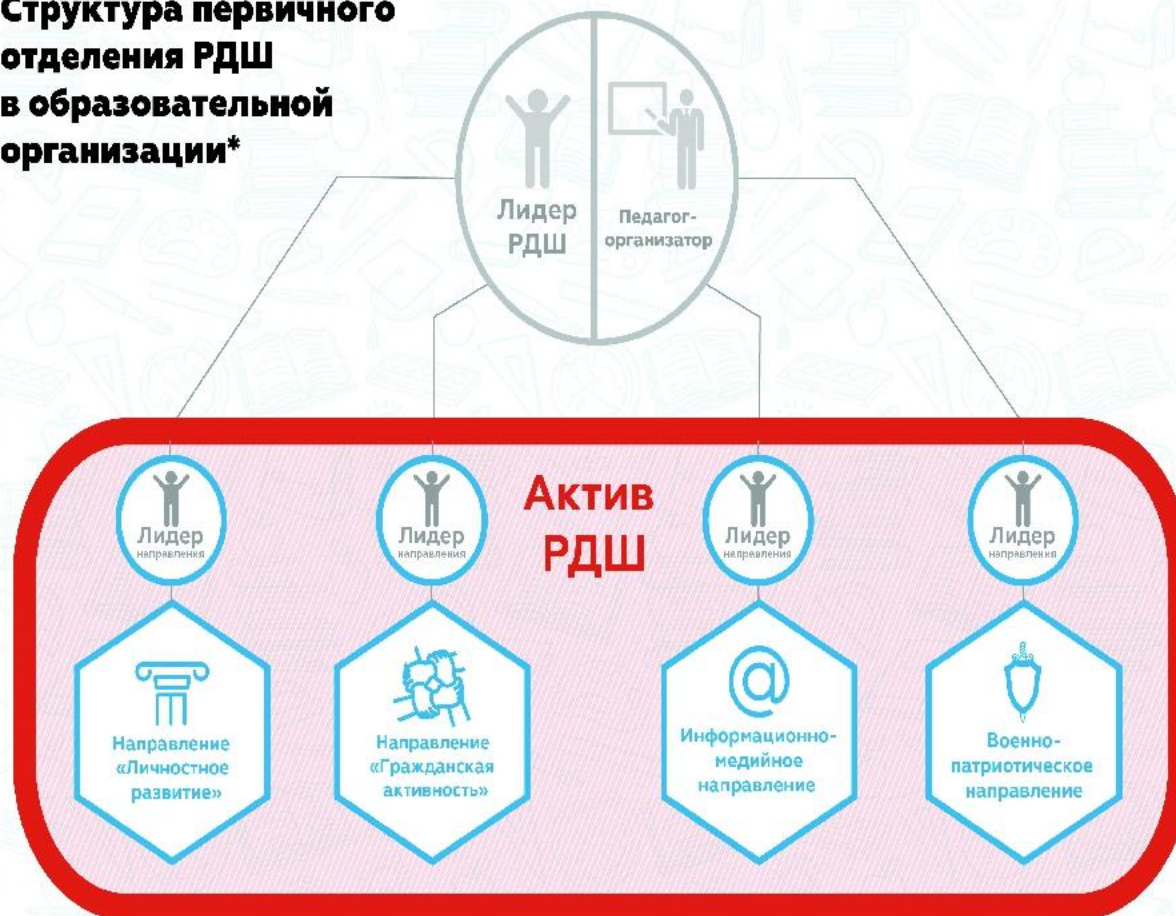 Структура первичного
отделения РДШ
в образовательной
организации*
Лидер
РДШ
Педагог-
организатор
Актив
РДШ
Лидер
направления
Лидер
направления
Лидер
направления
Лидер
направления
Направление
«Личностное
развитие»
Направление
«Гражданская
активность»
Информационно-
медийное
направление
Военно-
патриотическое
направление